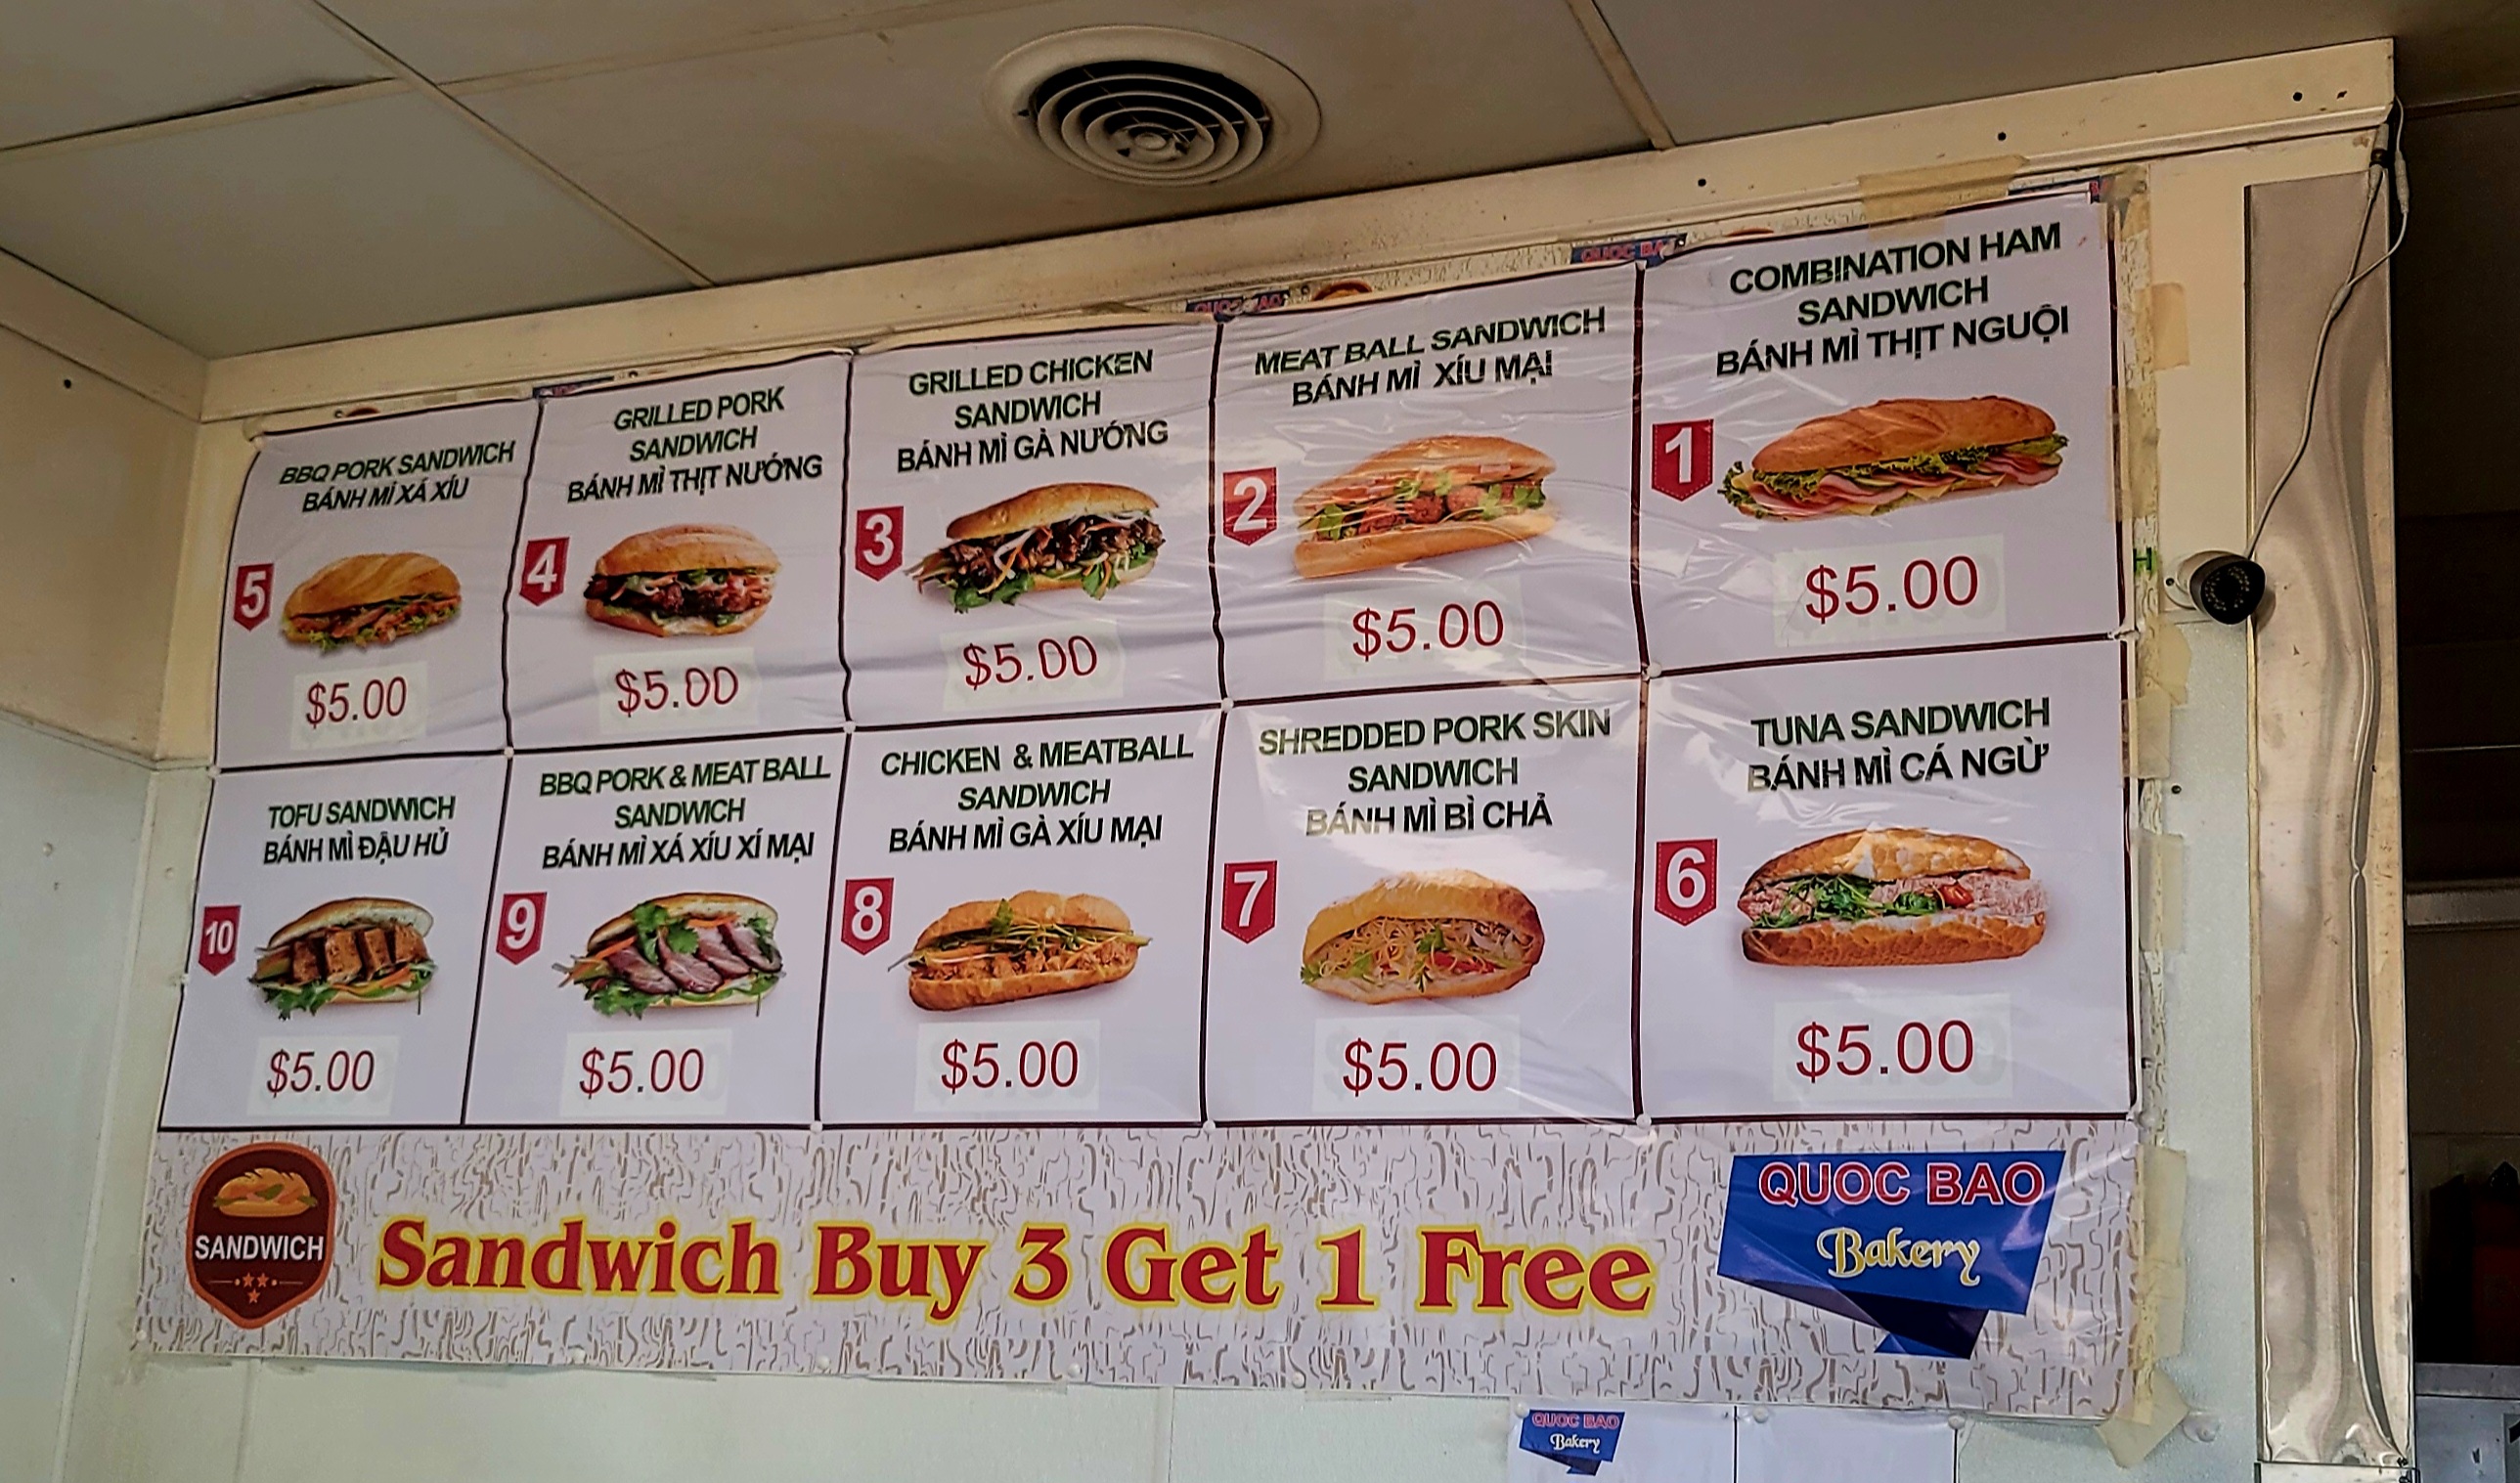 BBQ PORK SANDWICH
BÁNH MÌ XÁ XÍU
5
$5.00
GRILLED PORK
SANDWICH
BÁNH MÌ THỊT NƯỚNG
4
$5.00
GRILLED CHICKEN
SANDWICH
BÁNH MÌ GÀ NƯỚNG
3
$5.00
MEAT BALL SANDWICH
BÁNH MÌ XÍU MẠI
2
$5.00
COMBINATION HAM
SANDWICH
BÁNH MÌ THỊT NGUỘI
1
$5.00
TOFU SANDWICH
BÁNH MÌ ĐẬU HỦ
10
$5.00
BBQ PORK & MEAT BALL
SANDWICH
BÁNH MÌ XÁ XÍU XÍ MẠI
9
$5.00
CHICKEN & MEATBALL
SANDWICH
BÁNH MÌ GÀ XÍU MẠI
8
$5.00
SHREDDED PORK SKIN
SANDWICH
BÁNH MÌ BÌ CHẢ
7
$5.00
TUNA SANDWICH
BÁNH MÌ CÁ NGỪ
6
$5.00
SANDWICH
Sandwich Buy 3 Get 1 Free
QUOC BAO
Bakery
QUOC BAO
Bakery